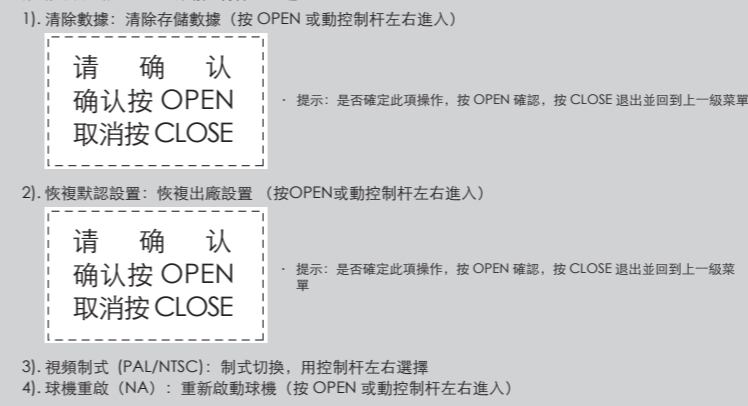 1). 清除數據：清除存儲數據（按 OPEN 或動控制杆左右進入）
请 确 认
确认按 OPEN
取消按 CLOSE
· 提示：是否確定此項操作，按 OPEN 確認，按 CLOSE 退出並回到上一級菜單
2). 恢複默認設置：恢複出廠設置 （按OPEN或動控制杆左右進入）
请 确 认
确认按 OPEN
取消按 CLOSE
· 提示：是否確定此項操作，按 OPEN 確認，按 CLOSE 退出並回到上一級菜
單
3). 視頻制式 (PAL/NTSC)：制式切換，用控制杆左右選擇
4). 球機重啟（NA）：重新啟動球機（按 OPEN 或動控制杆左右進入）